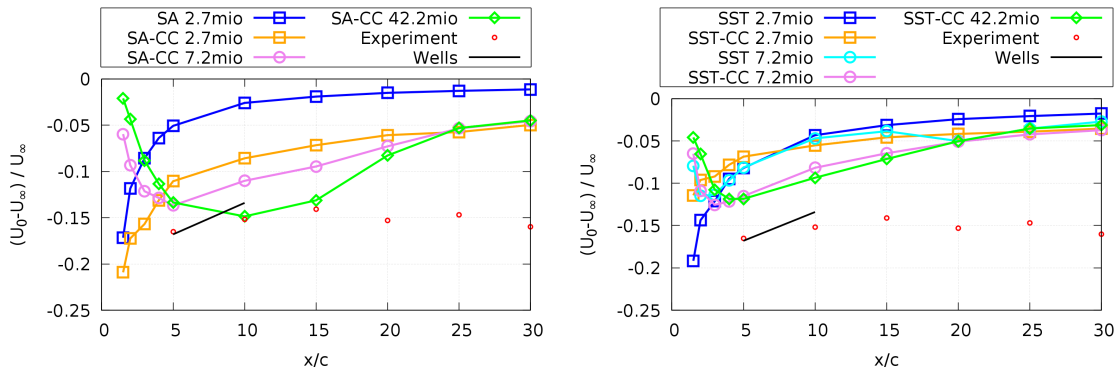 SA 2.7mio
SA-CC 42.2mio
SA-CC 2.7mio
Experiment
SA-CC 7.2mio
Wells
0
-0.05
-0.1
-0.15
-0.2
-0.25
(U₀-U∞) / U∞
0
5
10
15
20
25
30
x/c
SST 2.7mio
SST-CC 42.2mio
SST-CC 2.7mio
Experiment
SST 7.2mio
Wells
SST-CC 7.2mio
0
-0.05
-0.1
-0.15
-0.2
-0.25
(U₀-U∞) / U∞
0
5
10
15
20
25
30
x/c